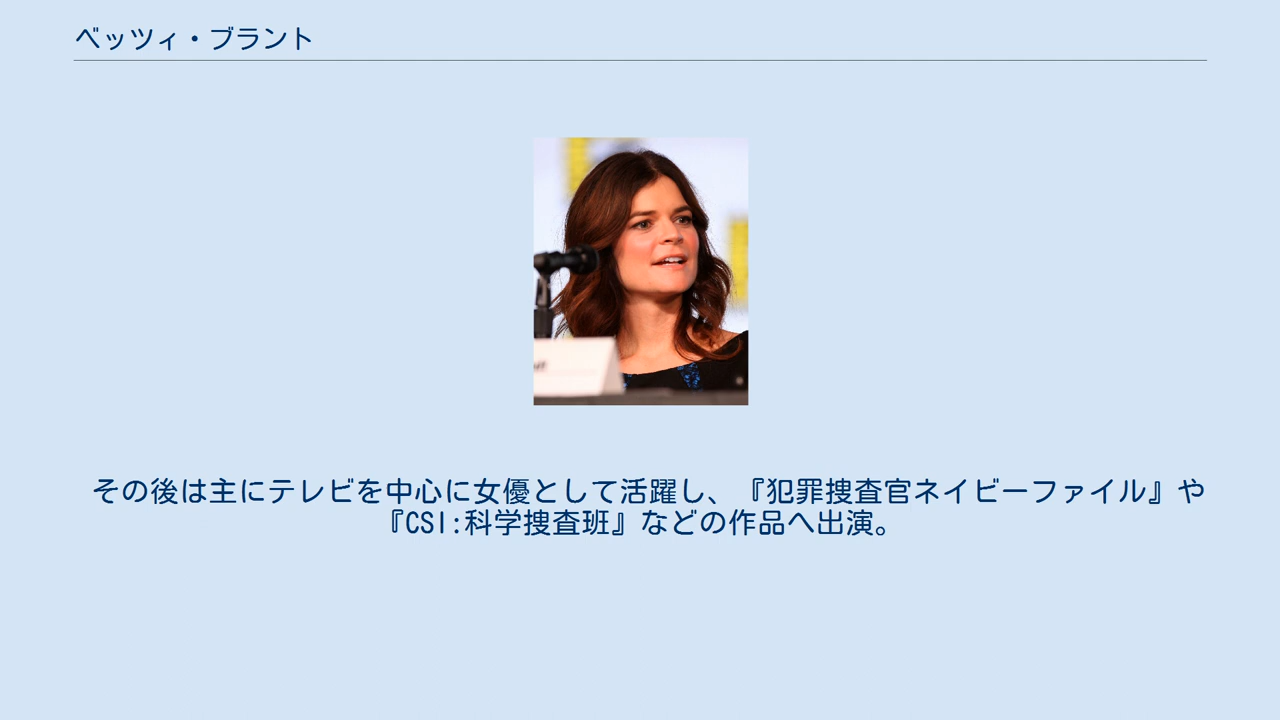 ベッツィ・ブラント
その後は主にテレビを中心に女優として活躍し、『犯罪捜査官ネイビーファイル』や
『CSI:科学捜査班』などの作品へ出演。